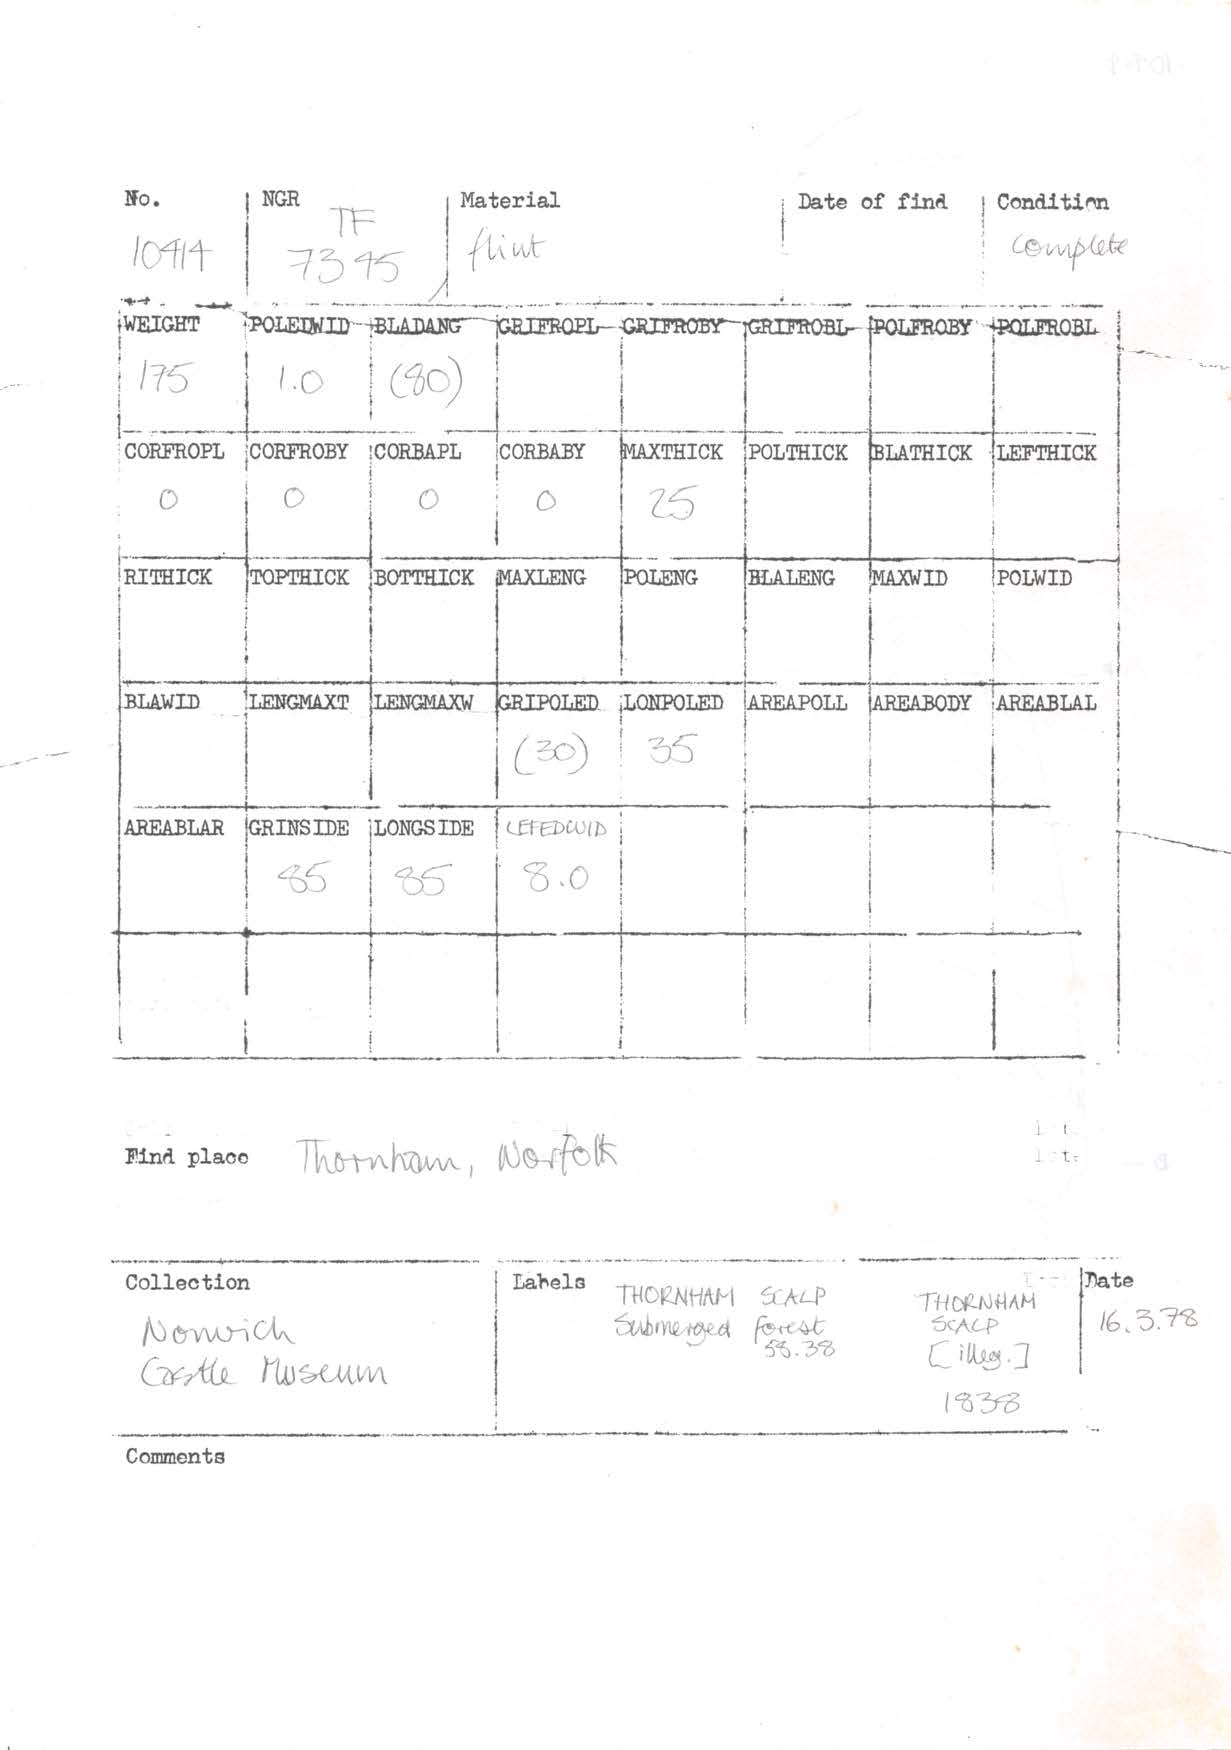 No. NGR Material Date of find Condition
10414 TF 7345 flint complete
WEIGHT POLEDWID BLADANG GRIFROPL GRIFROBY GRIFROBL POLFROBY POLFROBL
175 1.0 (80)
CORFROPL CORFROBY CORBAPL CORBABY MAXTHICK POLTHICK BLATHICK LEFTHICK
0 0 0 0 25
RITHICK TOPTHICK BOTTHICK MAXLENG POLENG BLALENG MAXWID POLWID
BLAWID LENGMAXT LENGMAXW GRIPOLED LONPOLED AREAPOLL AREABODY AREABLAL
(30) 35
AREABLAR GRINSIDE LONGSIDE LEFEDWID
85 85 8.0
Find place Thornham, Norfolk
Collection
Norwich
Castle Museum
Labels
THORNHAM SCALP
Submerged forest
58.38
THORNHAM
SCALP
[illeg.]
1838
Date
16.3.78
Comments